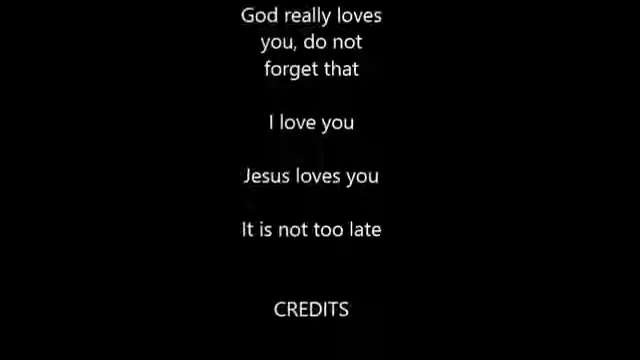 God really loves
you, do not
forget that
I love you
Jesus loves you
It is not too late
CREDITS